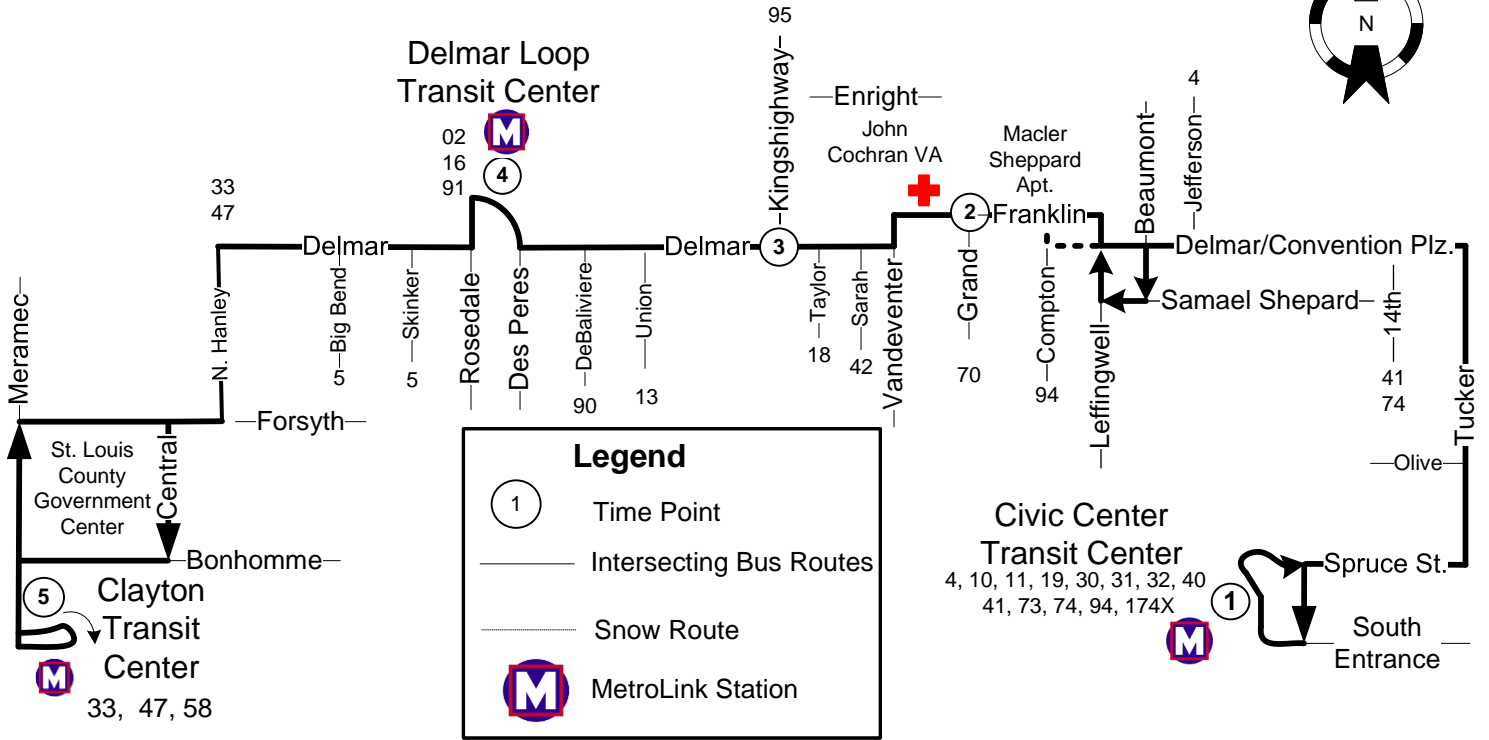 95
N
Delmar Loop
Transit Center
M
02
16
91
4
Kingshighway
Enright
John
Cochran VA
Macler
Sheppard
Apt.
Beaumont
4
Jefferson
33
47
Delmar
Delmar
3
2
Franklin
Delmar/Convention Plz.
Samael Shepard
Meramec
N. Hanley
Big Bend
5
Skinker
5
Rosedale
Des Peres
DeBaliviere
90
Union
13
Taylor
18
Sarah
42
Vandeventer
Grand
70
Compton
94
Leffingwell
14th
41
74
Tucker
Olive
Forsyth
St. Louis
County
Government
Center
Central
Bonhomme
5
Clayton
Transit
Center
M
33, 47, 58
Legend
1
Time Point
Intersecting Bus Routes
Snow Route
M
MetroLink Station
Civic Center
Transit Center
4, 10, 11, 19, 30, 31, 32, 40
41, 73, 74, 94, 174X
1
M
Spruce St.
South
Entrance